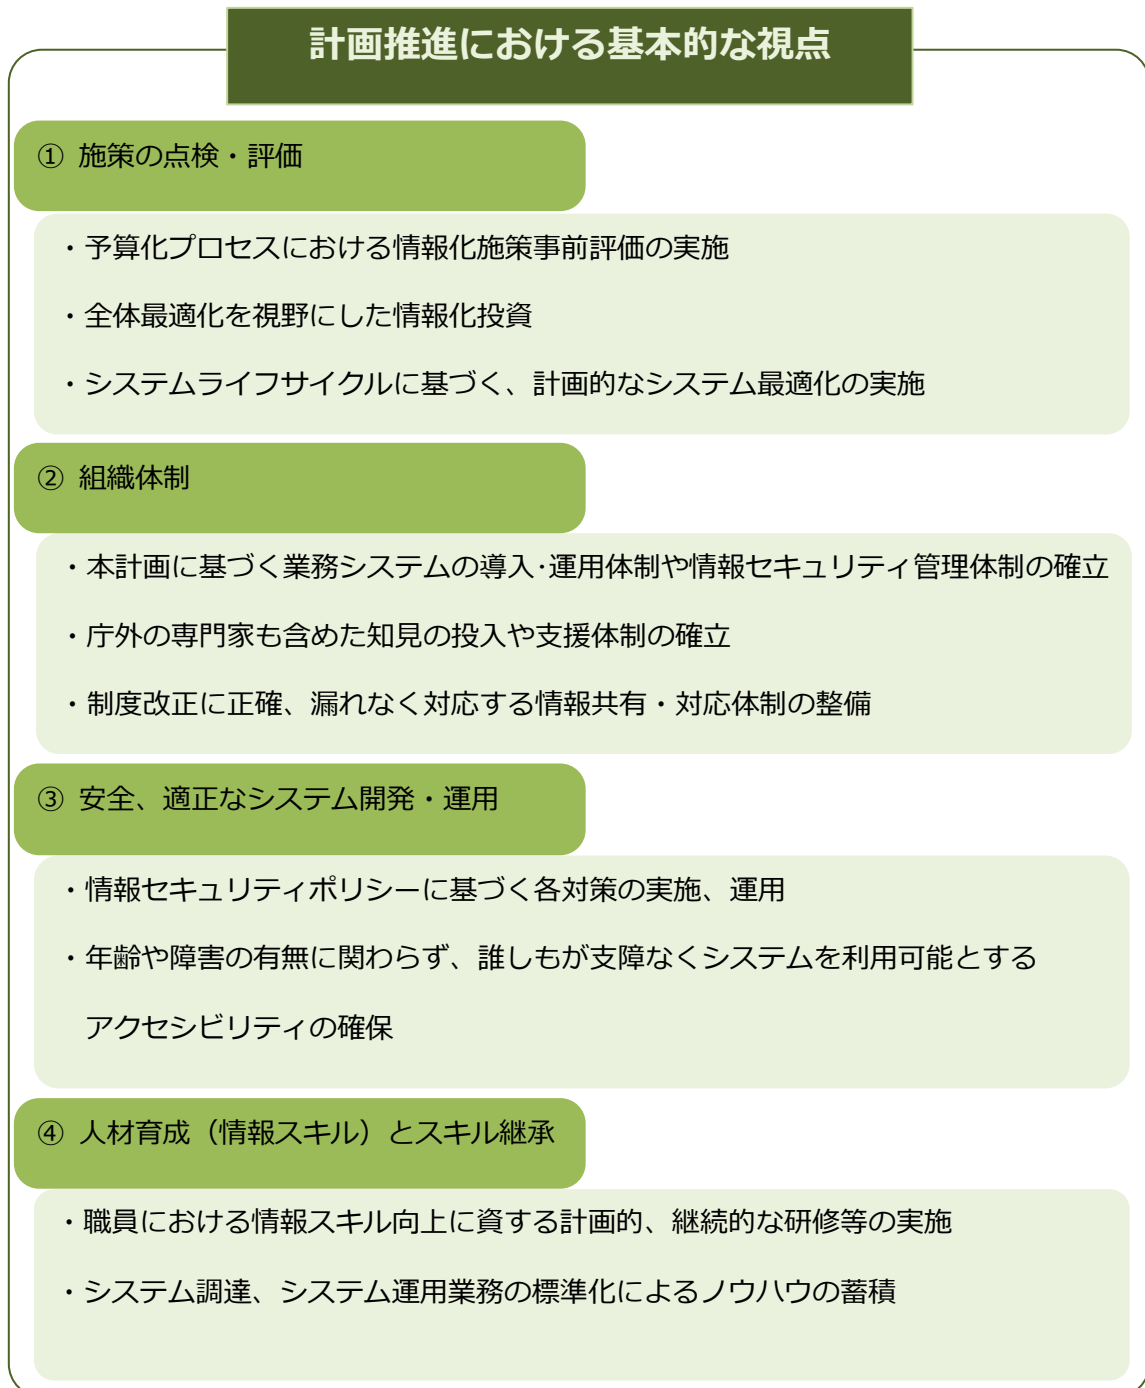 計画推進における基本的な視点
① 施策の点検・評価
・予算化プロセスにおける情報化施策事前評価の実施
・全体最適化を視野にした情報化投資
・システムライフサイクルに基づく、計画的なシステム最適化の実施
② 組織体制
・本計画に基づく業務システムの導入･運用体制や情報セキュリティ管理体制の確立
・庁外の専門家も含めた知見の投入や支援体制の確立
・制度改正に正確、漏れなく対応する情報共有・対応体制の整備
③ 安全、適正なシステム開発・運用
・情報セキュリティポリシーに基づく各対策の実施、運用
・年齢や障害の有無に関わらず、誰しもが支障なくシステムを利用可能とする
アクセシビリティの確保
④ 人材育成（情報スキル）とスキル継承
・職員における情報スキル向上に資する計画的、継続的な研修等の実施
・システム調達、システム運用業務の標準化によるノウハウの蓄積